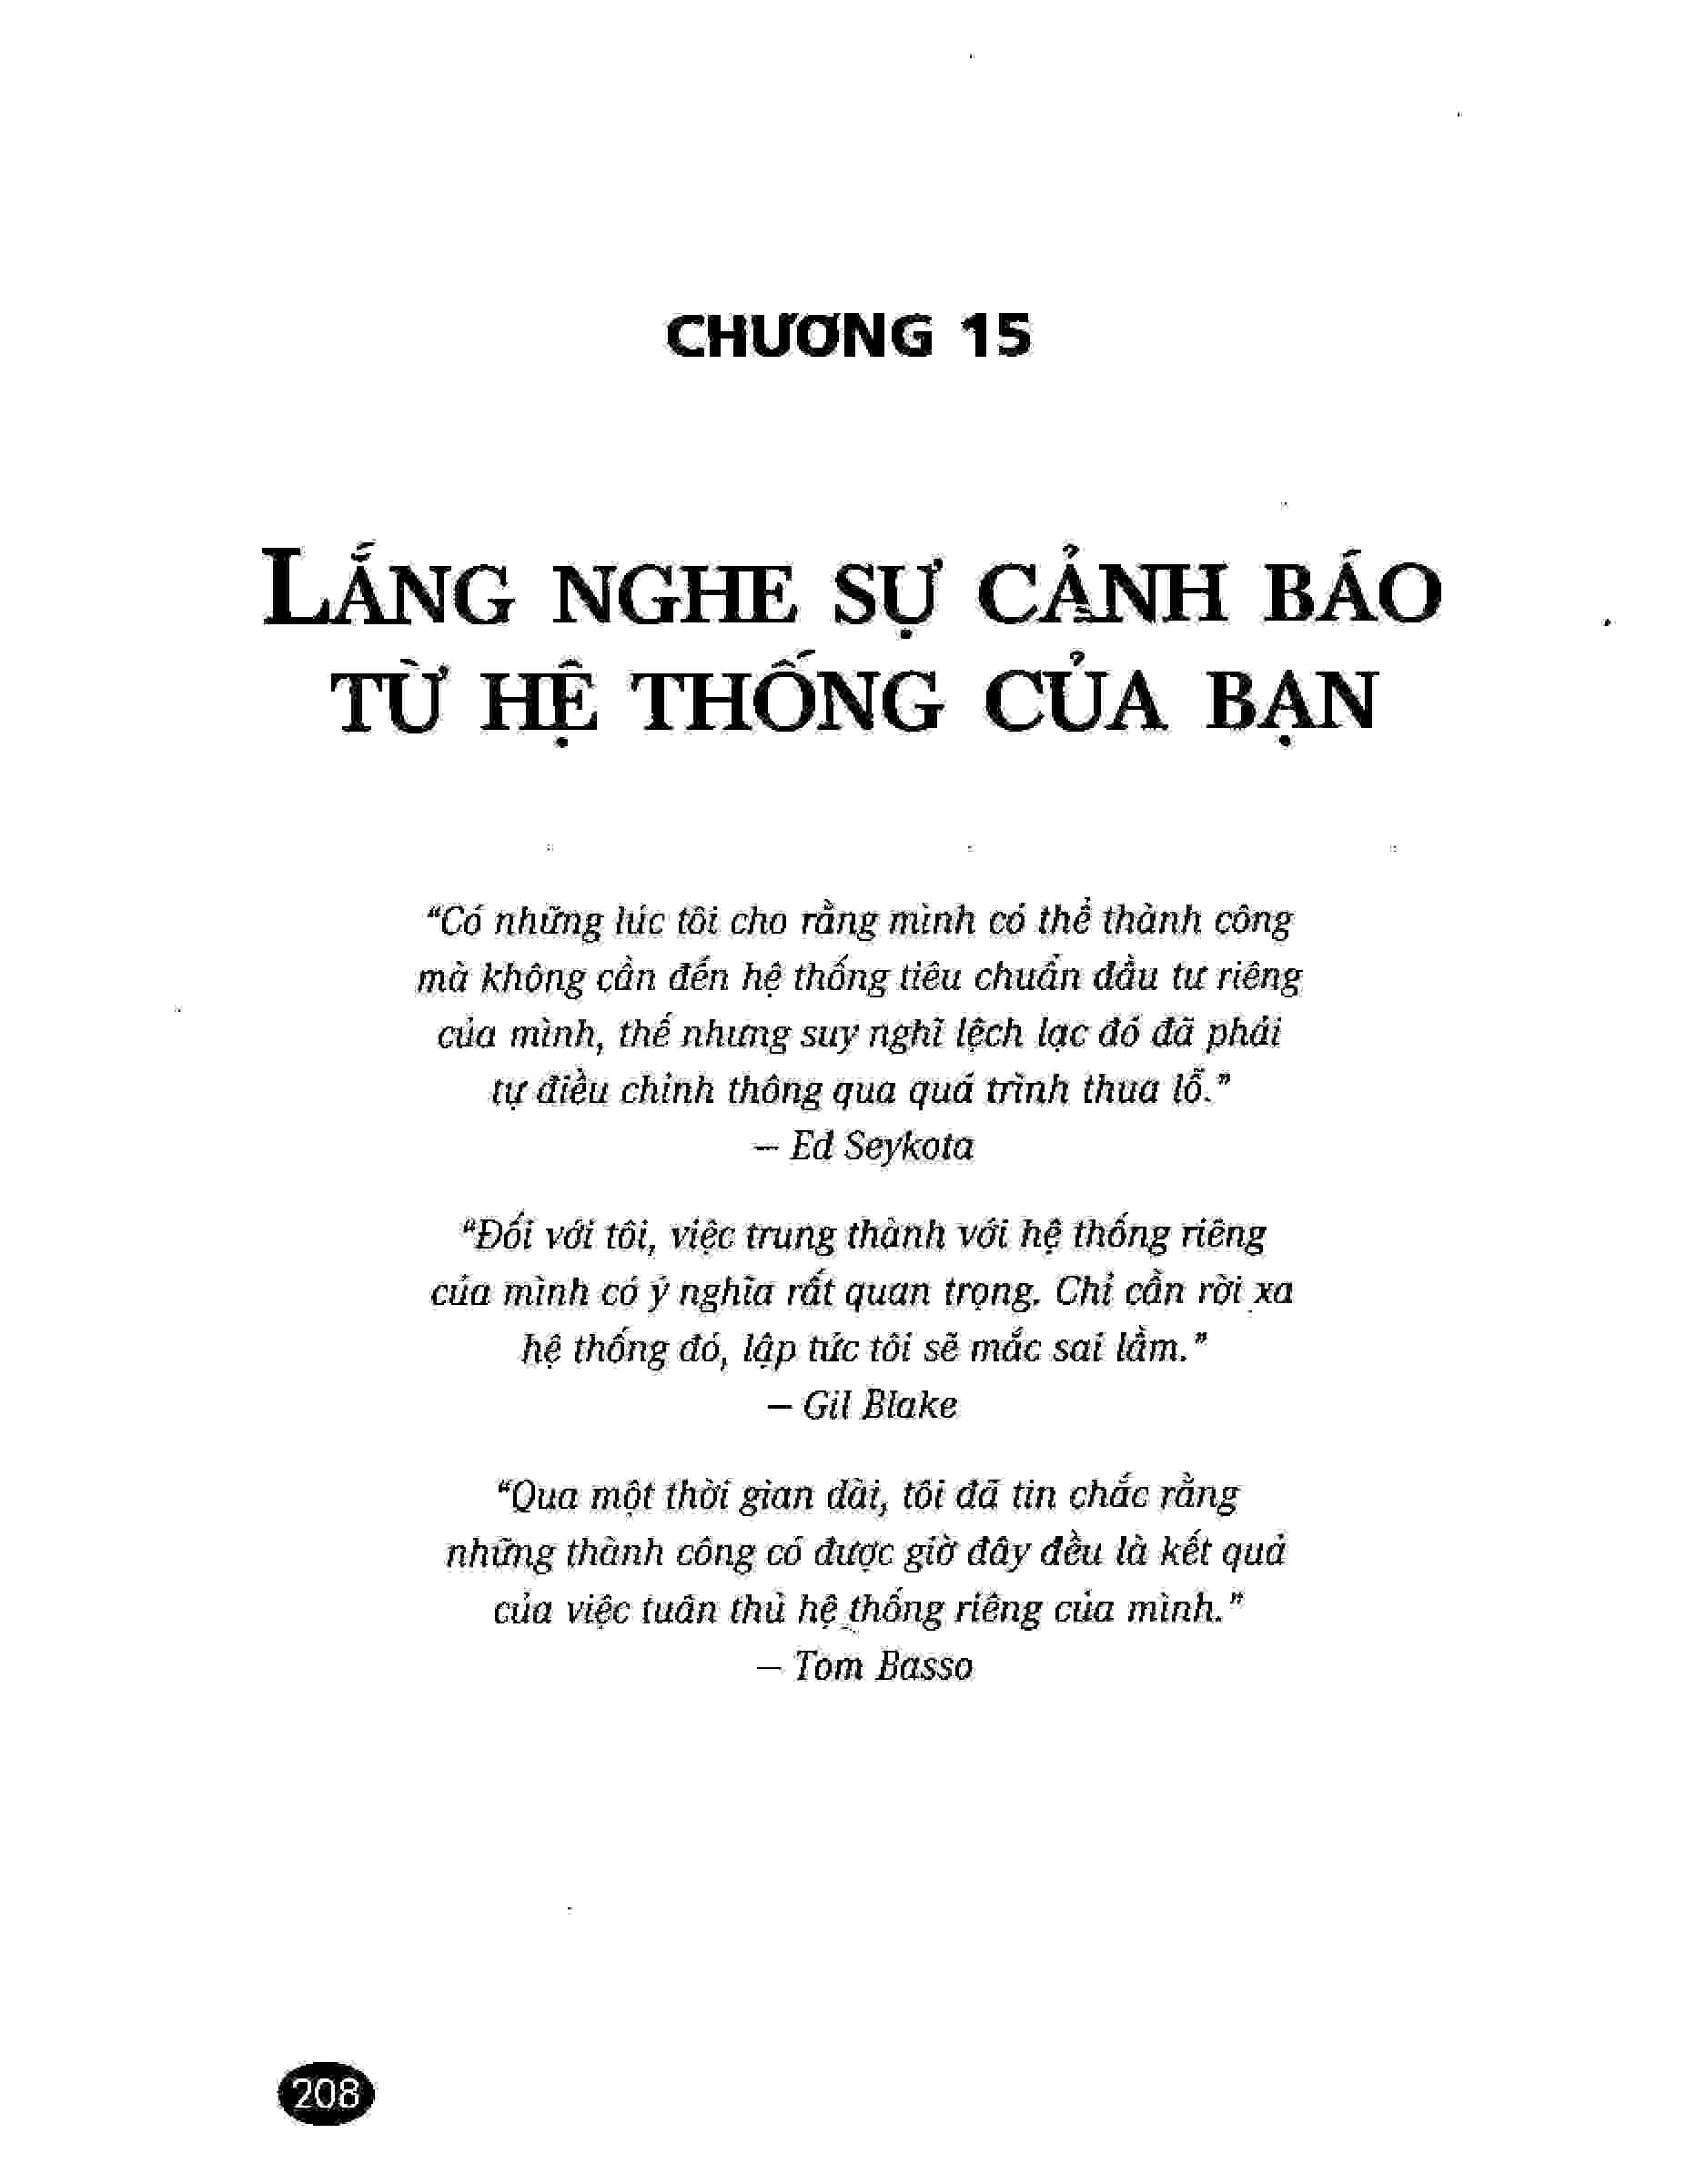 CHƯƠNG 15
LẮNG NGHE SỰ CẢNH BÁO
TỪ HỆ THỐNG CỦA BẠN
“Có những lúc tôi cho rằng mình có thể thành công
mà không cần đến hệ thống tiêu chuẩn đầu tư riêng
của mình, thế nhưng suy nghĩ lệch lạc đó đã phải
tự điều chỉnh thông qua quá trình thua lỗ.”
– Ed Seykota
“Đối với tôi, việc trung thành với hệ thống riêng
của mình có ý nghĩa rất quan trọng. Chỉ cần rời xa
hệ thống đó, lập tức tôi sẽ mắc sai lầm.”
– Gil Blake
“Qua một thời gian dài, tôi đã tin chắc rằng
những thành công có được giờ đây đều là kết quả
của việc tuân thủ hệ thống riêng của mình.”
– Tom Basso
208